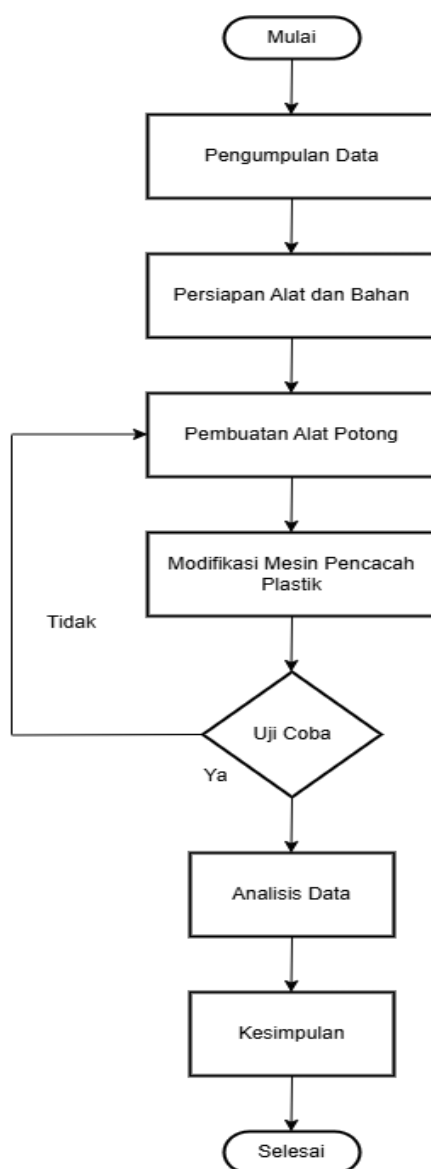 Mulai
Pengumpulan Data
Persiapan Alat dan Bahan
Pembuatan Alat Potong
Modifikasi Mesin Pencacah
Plastik
Tidak
Uji Coba
Ya
Analisis Data
Kesimpulan
Selesai